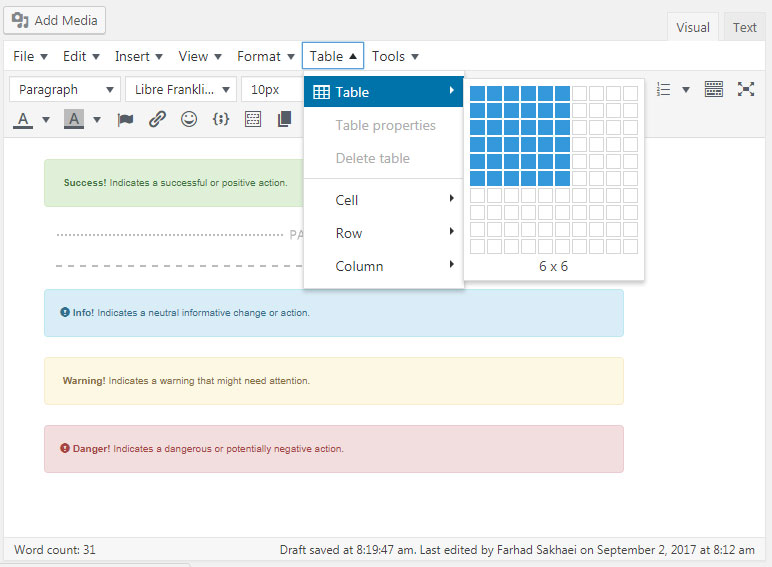 Add Media
Visual Text
File Edit Insert View Format Table Tools
Paragraph Libre Frankli... 10px
Table
Table properties
Delete table
Cell
Row
Column
6 x 6
Success! Indicates a successful or positive action.
PA
Info! Indicates a neutral informative change or action.
Warning! Indicates a warning that might need attention.
Danger! Indicates a dangerous or potentially negative action.
Word count: 31 Draft saved at 8:19:47 am. Last edited by Farhad Sakhaei on September 2, 2017 at 8:12 am